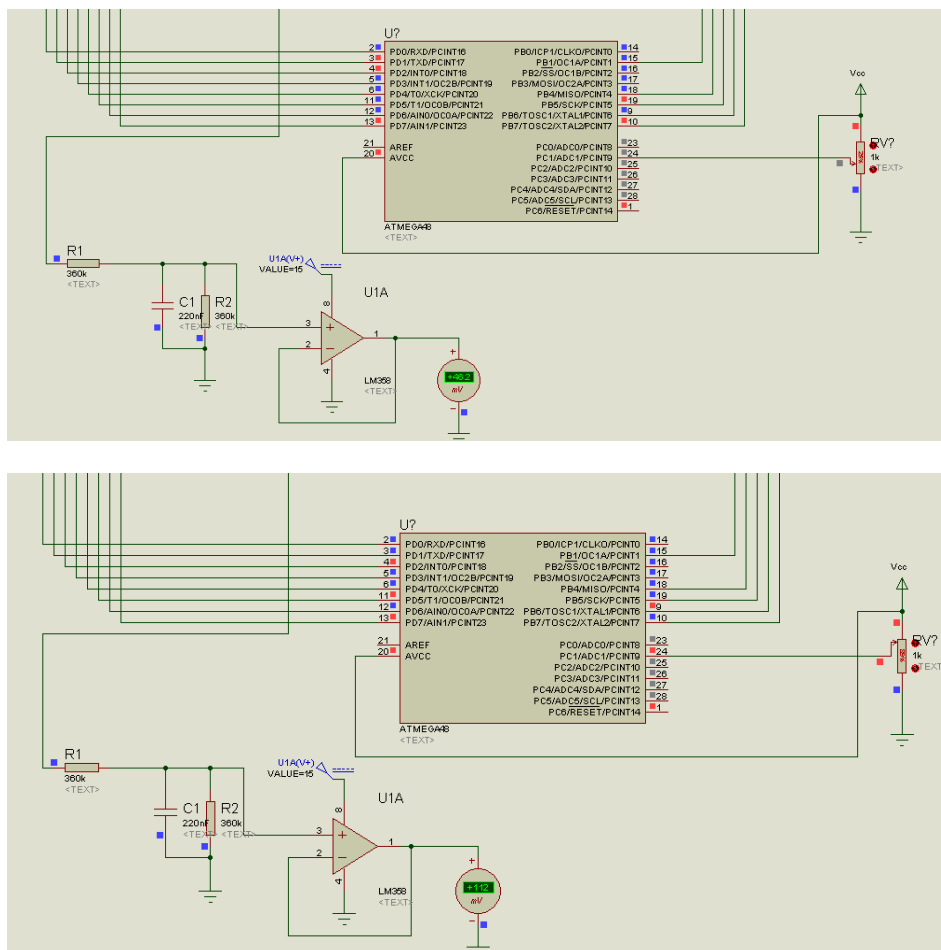 U?
2 PD0/RXD/PCINT16 PB0/ICP1/CLKO/PCINT0 14
3 PD1/TXD/PCINT17 PB1/OC1A/PCINT1 15
4 PD2/INT0/PCINT18 PB2/SS/OC1B/PCINT2 16
5 PD3/INT1/OC2B/PCINT19 PB3/MOSI/OC2A/PCINT3 17
6 PD4/T0/XCK/PCINT20 PB4/MISO/PCINT4 18
11 PD5/T1/OC0B/PCINT21 PB5/SCK/PCINT5 19
12 PD6/AIN0/OC0A/PCINT22 PB6/TOSC1/XTAL1/PCINT6 9
13 PD7/AIN1/PCINT23 PB7/TOSC2/XTAL2/PCINT7 10
Vcc
21 AREF PC0/ADC0/PCINT8 23
20 AVCC PC1/ADC1/PCINT9 24
PC2/ADC2/PCINT10 25
PC3/ADC3/PCINT11 26
PC4/ADC4/SDA/PCINT12 27
PC5/ADC5/SCL/PCINT13 28
PC6/RESET/PCINT14 1
RV?
1k
<TEXT>
ATMEGA48
<TEXT>
R1
360k
<TEXT>
U1A(V+)
VALUE=15
U1A
C1
220nF
<TEXT>
R2
360k
<TEXT>
8
3 +
2 −
1
4
LM358
<TEXT>
+
+46.2
mV
−
U?
2 PD0/RXD/PCINT16 PB0/ICP1/CLKO/PCINT0 14
3 PD1/TXD/PCINT17 PB1/OC1A/PCINT1 15
4 PD2/INT0/PCINT18 PB2/SS/OC1B/PCINT2 16
5 PD3/INT1/OC2B/PCINT19 PB3/MOSI/OC2A/PCINT3 17
6 PD4/T0/XCK/PCINT20 PB4/MISO/PCINT4 18
11 PD5/T1/OC0B/PCINT21 PB5/SCK/PCINT5 19
12 PD6/AIN0/OC0A/PCINT22 PB6/TOSC1/XTAL1/PCINT6 9
13 PD7/AIN1/PCINT23 PB7/TOSC2/XTAL2/PCINT7 10
Vcc
21 AREF PC0/ADC0/PCINT8 23
20 AVCC PC1/ADC1/PCINT9 24
PC2/ADC2/PCINT10 25
PC3/ADC3/PCINT11 26
PC4/ADC4/SDA/PCINT12 27
PC5/ADC5/SCL/PCINT13 28
PC6/RESET/PCINT14 1
RV?
1k
ATMEGA48
<TEXT>
R1
360k
<TEXT>
U1A(V+)
VALUE=15
U1A
C1
220nF
R2
360k
<TEXT>
8
3 +
2 −
1
4
LM358
<TEXT>
+
+112
mV
−